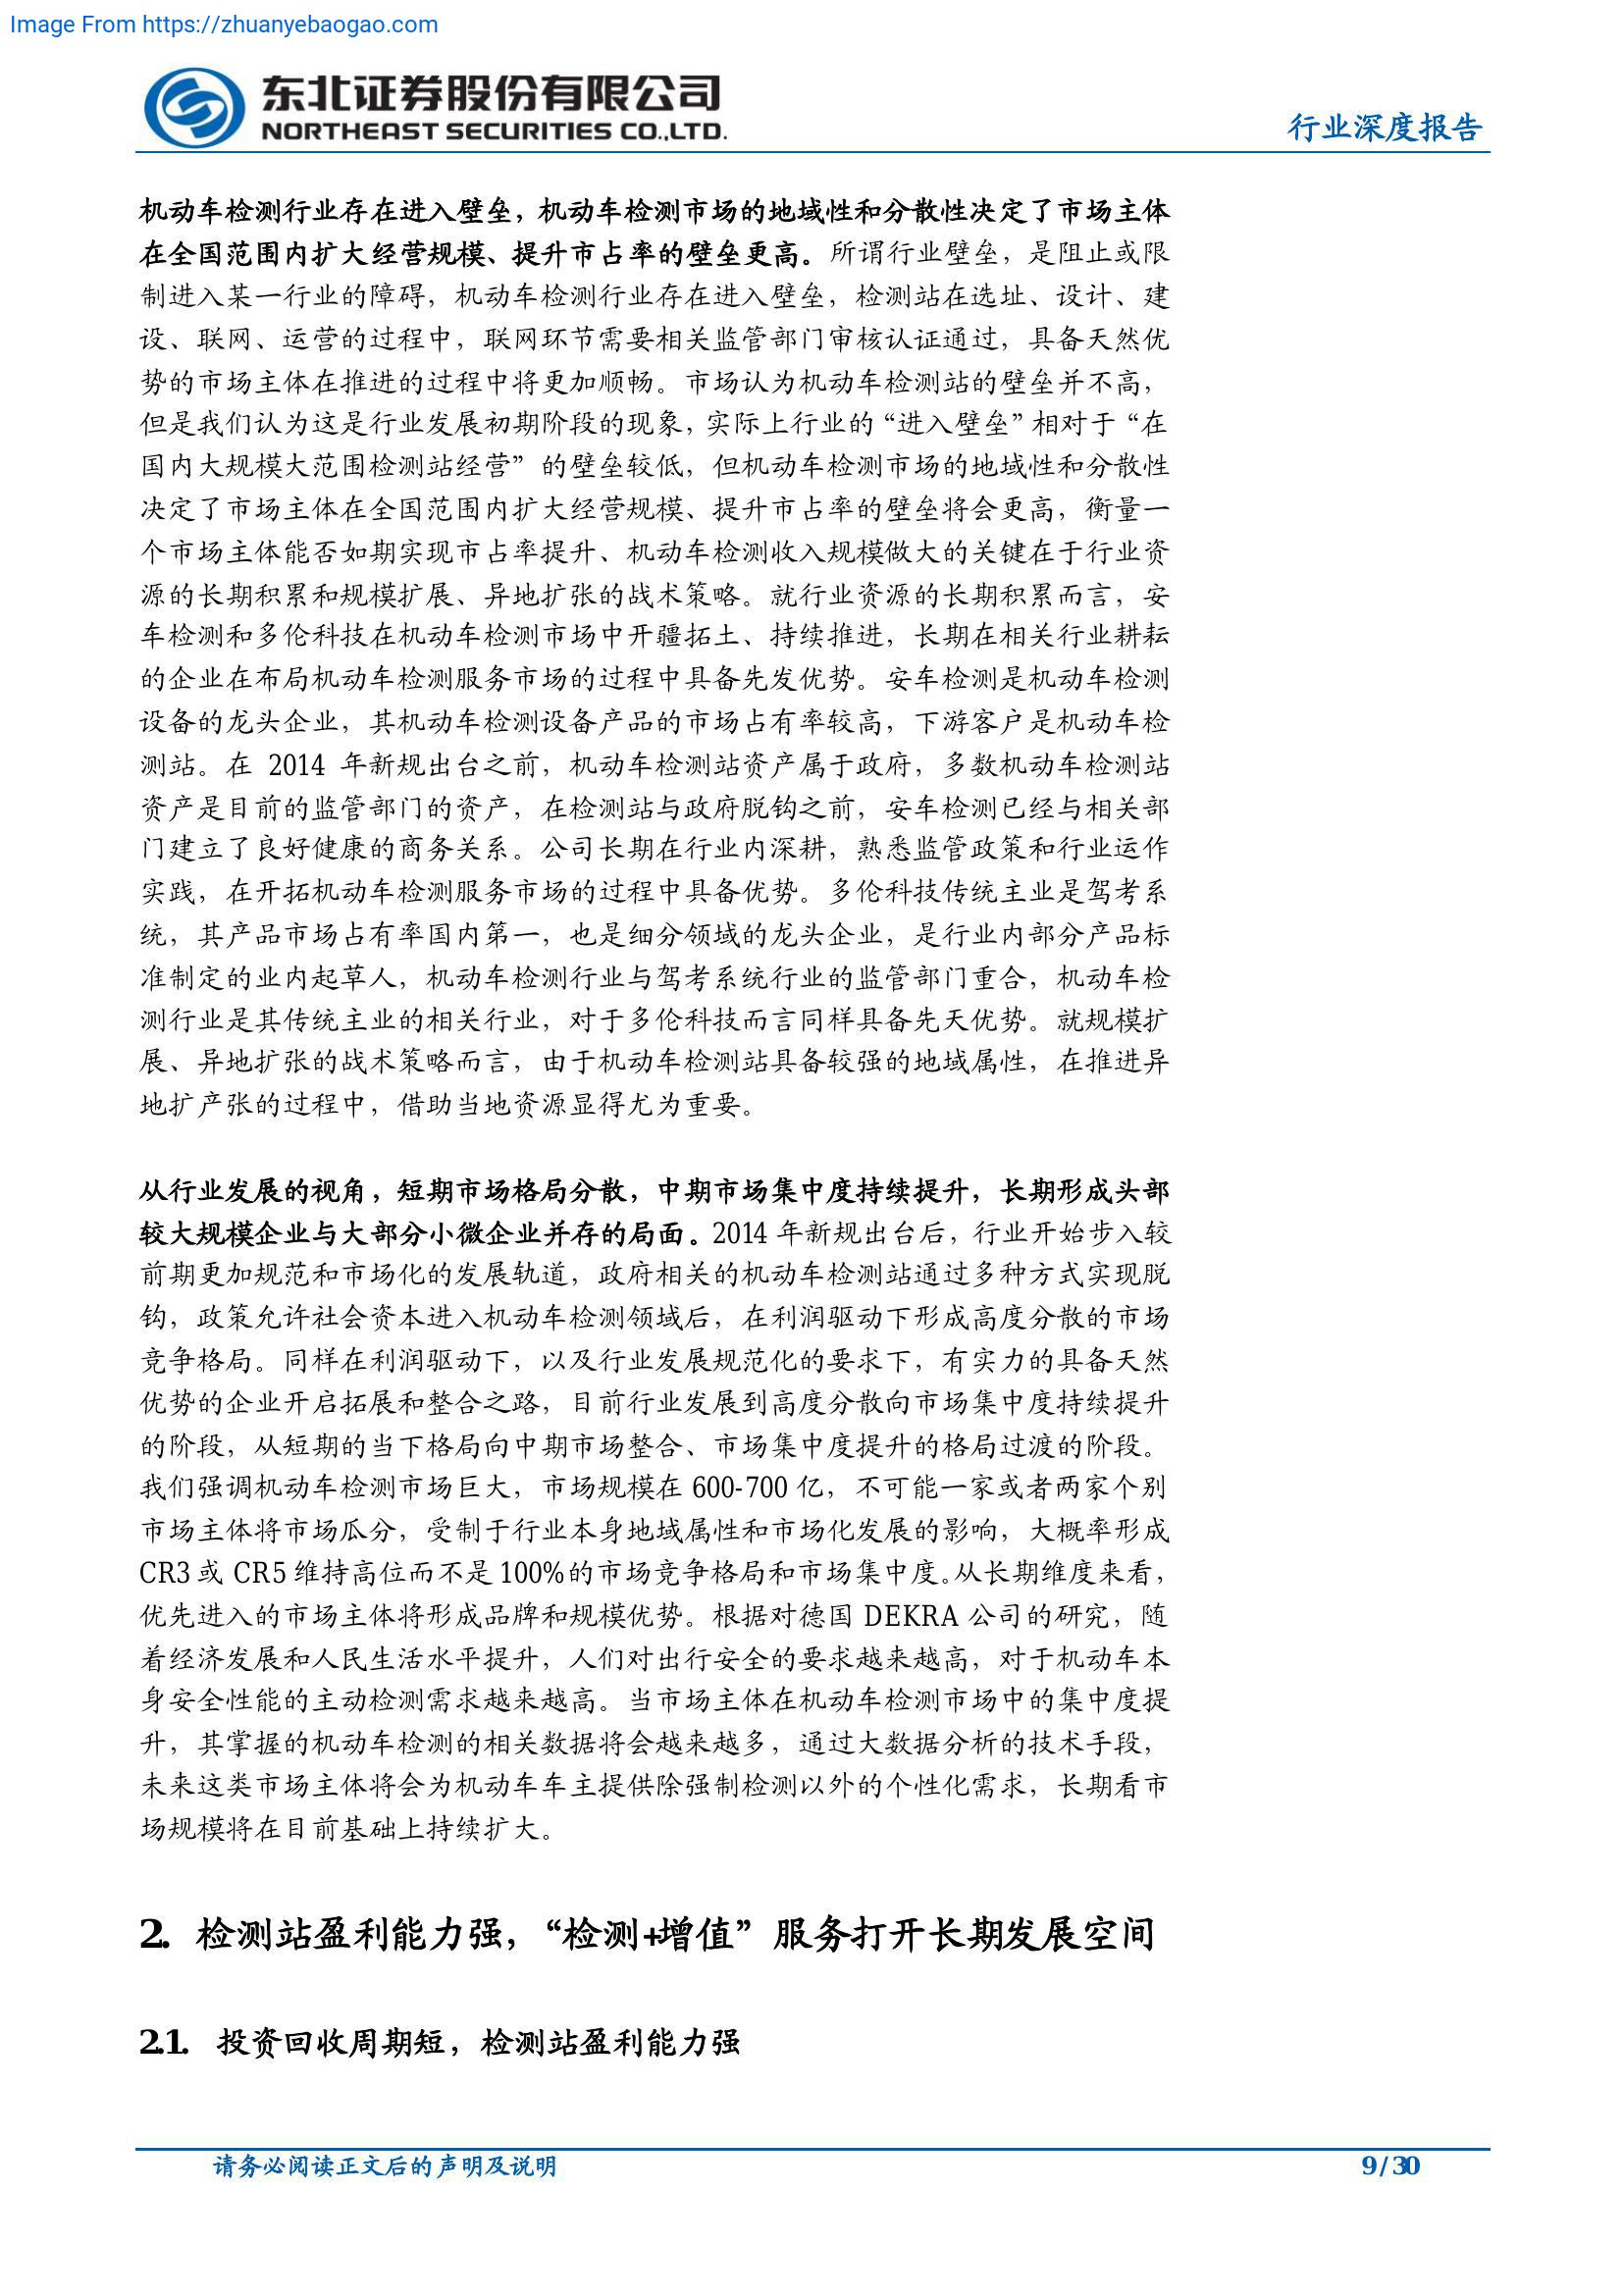 Image From https://zhuanyebaogao.com
东北证券股份有限公司
NORTHEAST SECURITIES CO.,LTD.
行业深度报告
机动车检测行业存在进入壁垒，机动车检测市场的地域性和分散性决定了市场主体
在全国范围内扩大经营规模、提升市占率的壁垒更高。所谓行业壁垒，是阻止或限
制进入某一行业的障碍，机动车检测行业存在进入壁垒，检测站在选址、设计、建
设、联网、运营的过程中，联网环节需要相关监管部门审核认证通过，具备天然优
势的市场主体在推进的过程中将更加顺畅。市场认为机动车检测站的壁垒并不高，
但是我们认为这是行业发展初期阶段的现象，实际上行业的“进入壁垒”相对于“在
国内大规模大范围检测站经营”的壁垒较低，但机动车检测市场的地域性和分散性
决定了市场主体在全国范围内扩大经营规模、提升市占率的壁垒将会更高，衡量一
个市场主体能否如期实现市占率提升、机动车检测收入规模做大的关键在于行业资
源的长期积累和规模扩展、异地扩张的战术策略。就行业资源的长期积累而言，安
车检测和多伦科技在机动车检测市场中开疆拓土、持续推进，长期在相关行业耕耘
的企业在布局机动车检测服务市场的过程中具备先发优势。安车检测是机动车检测
设备的龙头企业，其机动车检测设备产品的市场占有率较高，下游客户是机动车检
测站。在 2014 年新规出台之前，机动车检测站资产属于政府，多数机动车检测站
资产是目前的监管部门的资产，在检测站与政府脱钩之前，安车检测已经与相关部
门建立了良好健康的商务关系。公司长期在行业内深耕，熟悉监管政策和行业运作
实践，在开拓机动车检测服务市场的过程中具备优势。多伦科技传统主业是驾考系
统，其产品市场占有率国内第一，也是细分领域的龙头企业，是行业内部分产品标
准制定的业内起草人，机动车检测行业与驾考系统行业的监管部门重合，机动车检
测行业是其传统主业的相关行业，对于多伦科技而言同样具备先天优势。就规模扩
展、异地扩张的战术策略而言，由于机动车检测站具备较强的地域属性，在推进异
地扩产张的过程中，借助当地资源显得尤为重要。
从行业发展的视角，短期市场格局分散，中期市场集中度持续提升，长期形成头部
较大规模企业与大部分小微企业并存的局面。2014 年新规出台后，行业开始步入较
前期更加规范和市场化的发展轨道，政府相关的机动车检测站通过多种方式实现脱
钩，政策允许社会资本进入机动车检测领域后，在利润驱动下形成高度分散的市场
竞争格局。同样在利润驱动下，以及行业发展规范化的要求下，有实力的具备天然
优势的企业开启拓展和整合之路，目前行业发展到高度分散向市场集中度持续提升
的阶段，从短期的当下格局向中期市场整合、市场集中度提升的格局过渡的阶段。
我们强调机动车检测市场巨大，市场规模在 600-700 亿，不可能一家或者两家个别
市场主体将市场瓜分，受制于行业本身地域属性和市场化发展的影响，大概率形成
CR3 或 CR5 维持高位而不是 100%的市场竞争格局和市场集中度。从长期维度来看，
优先进入的市场主体将形成品牌和规模优势。根据对德国 DEKRA 公司的研究，随
着经济发展和人民生活水平提升，人们对出行安全的要求越来越高，对于机动车本
身安全性能的主动检测需求越来越高。当市场主体在机动车检测市场中的集中度提
升，其掌握的机动车检测的相关数据将会越来越多，通过大数据分析的技术手段，
未来这类市场主体将会为机动车车主提供除强制检测以外的个性化需求，长期看市
场规模将在目前基础上持续扩大。
2. 检测站盈利能力强，“检测+增值”服务打开长期发展空间
2.1. 投资回收周期短，检测站盈利能力强
请务必阅读正文后的声明及说明
9 / 30